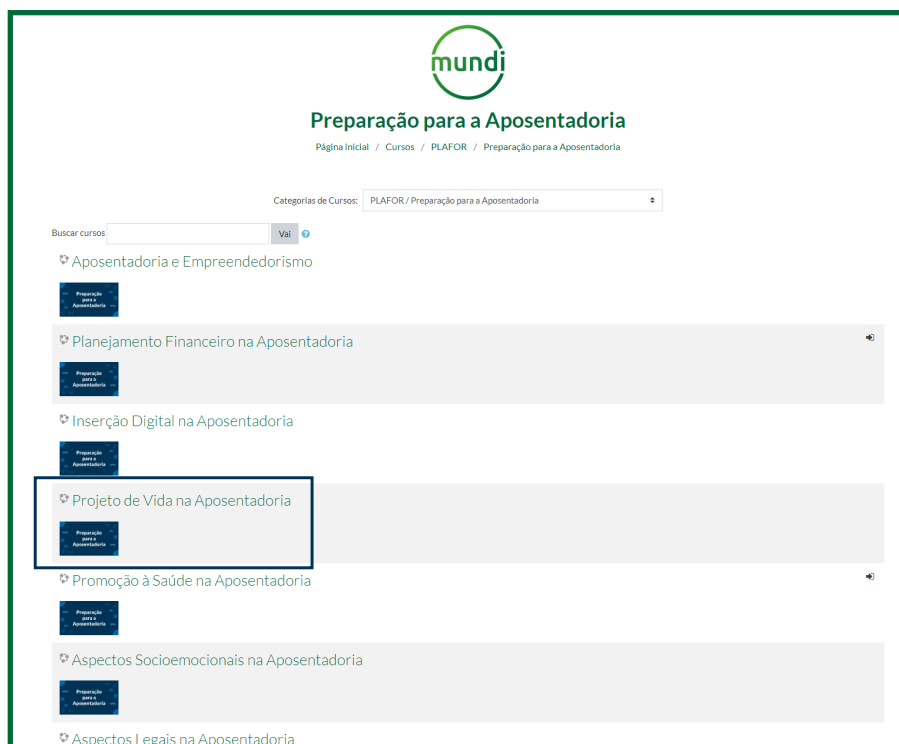 mundi
Preparação para a Aposentadoria
Página inicial / Cursos / PLAFOR / Preparação para a Aposentadoria
Categorias de Cursos: PLAFOR / Preparação para a Aposentadoria
Buscar cursos Vai
Aposentadoria e Empreendedorismo
Preparação
para a
Aposentadoria
Planejamento Financeiro na Aposentadoria
Preparação
para a
Aposentadoria
Inserção Digital na Aposentadoria
Preparação
para a
Aposentadoria
Projeto de Vida na Aposentadoria
Preparação
para a
Aposentadoria
Promoção à Saúde na Aposentadoria
Preparação
para a
Aposentadoria
Aspectos Socioemocionais na Aposentadoria
Preparação
para a
Aposentadoria
Aspectos Legais na Aposentadoria